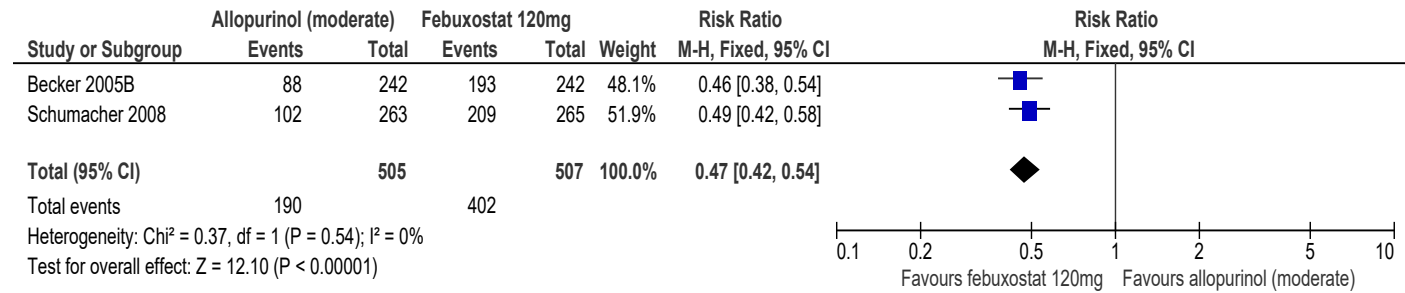 Allopurinol (moderate) Febuxostat 120mg Risk Ratio Risk Ratio
Study or Subgroup Events Total Events Total Weight M-H, Fixed, 95% CI M-H, Fixed, 95% CI
Becker 2005B 88 242 193 242 48.1% 0.46 [0.38, 0.54]
Schumacher 2008 102 263 209 265 51.9% 0.49 [0.42, 0.58]
Total (95% CI) 505 507 100.0% 0.47 [0.42, 0.54]
Total events 190 402
Heterogeneity: Chi² = 0.37, df = 1 (P = 0.54); I² = 0%
Test for overall effect: Z = 12.10 (P < 0.00001)
0.1 0.2 0.5 1 2 5 10
Favours febuxostat 120mg Favours allopurinol (moderate)